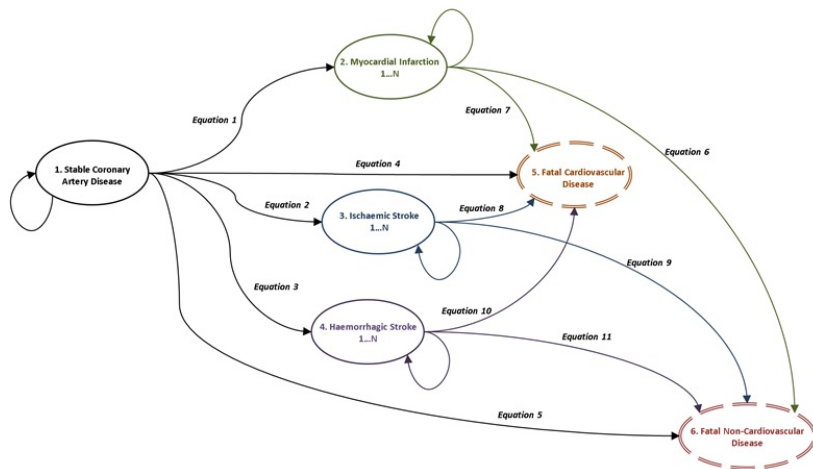 2. Myocardial Infarction
1...N
Equation 7
Equation 1
Equation 6
Equation 4
1. Stable Coronary
Artery Disease
5. Fatal Cardiovascular
Disease
Equation 2
3. Ischaemic Stroke
1...N
Equation 8
Equation 9
Equation 3
Equation 10
4. Haemorrhagic Stroke
1...N
Equation 11
Equation 5
6. Fatal Non-Cardiovascular
Disease